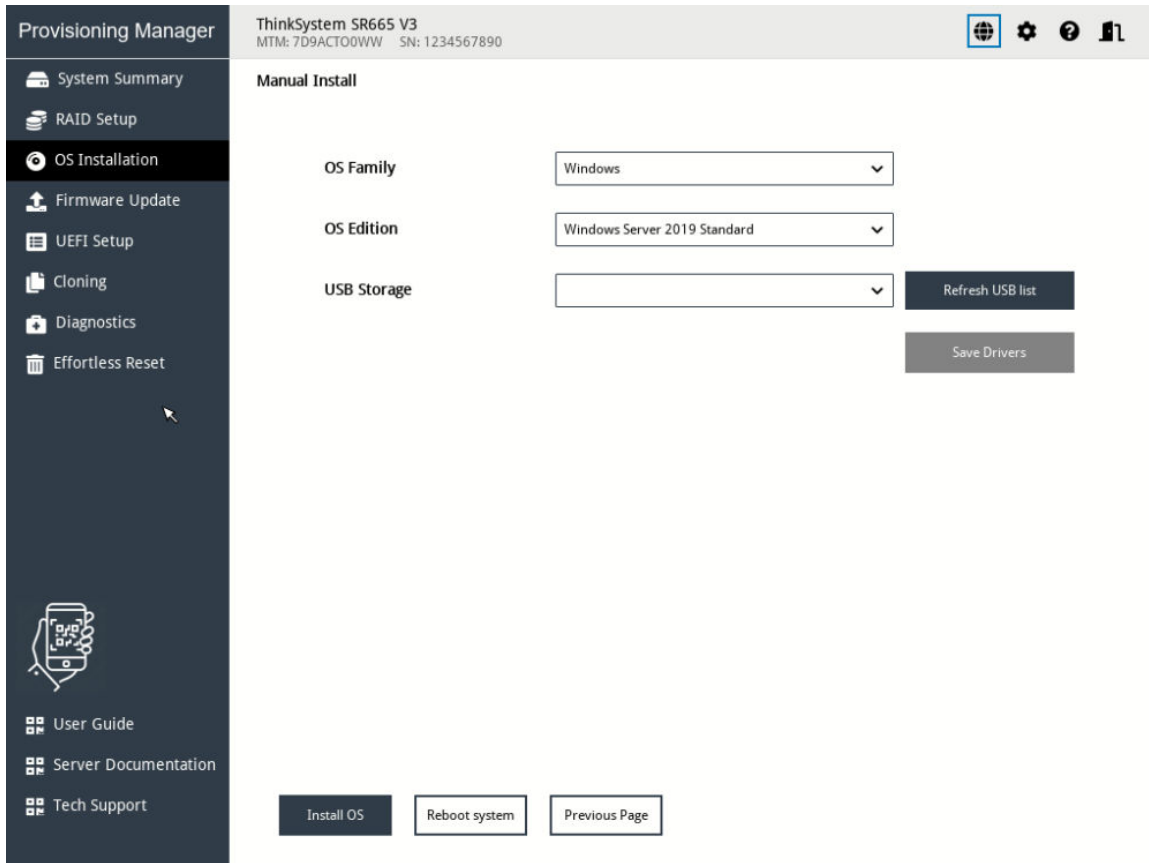 Provisioning Manager
ThinkSystem SR665 V3
MTM: 7D9ACTO0WW SN: 1234567890
System Summary
RAID Setup
OS Installation
Firmware Update
UEFI Setup
Cloning
Diagnostics
Effortless Reset
User Guide
Server Documentation
Tech Support
Manual Install
OS Family
Windows
OS Edition
Windows Server 2019 Standard
USB Storage
Refresh USB list
Save Drivers
Install OS
Reboot system
Previous Page